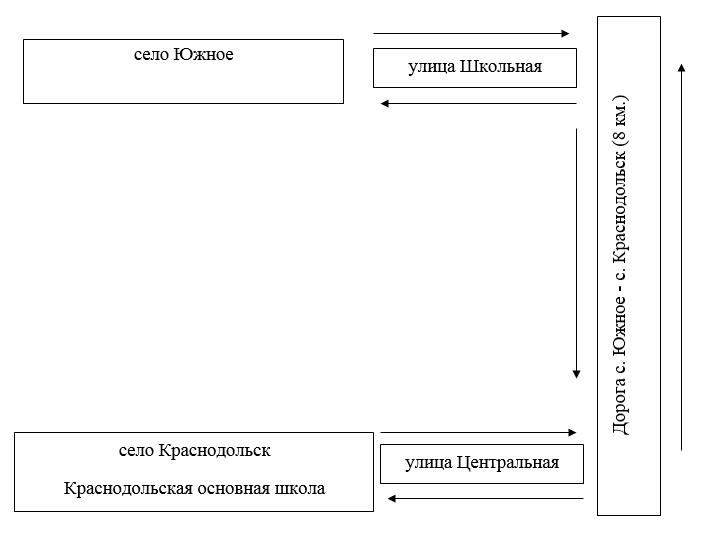 село Южное
улица Школьная
Дорога с. Южное - с. Краснодольск (8 км.)
село Краснодольск
Краснодольская основная школа
улица Центральная